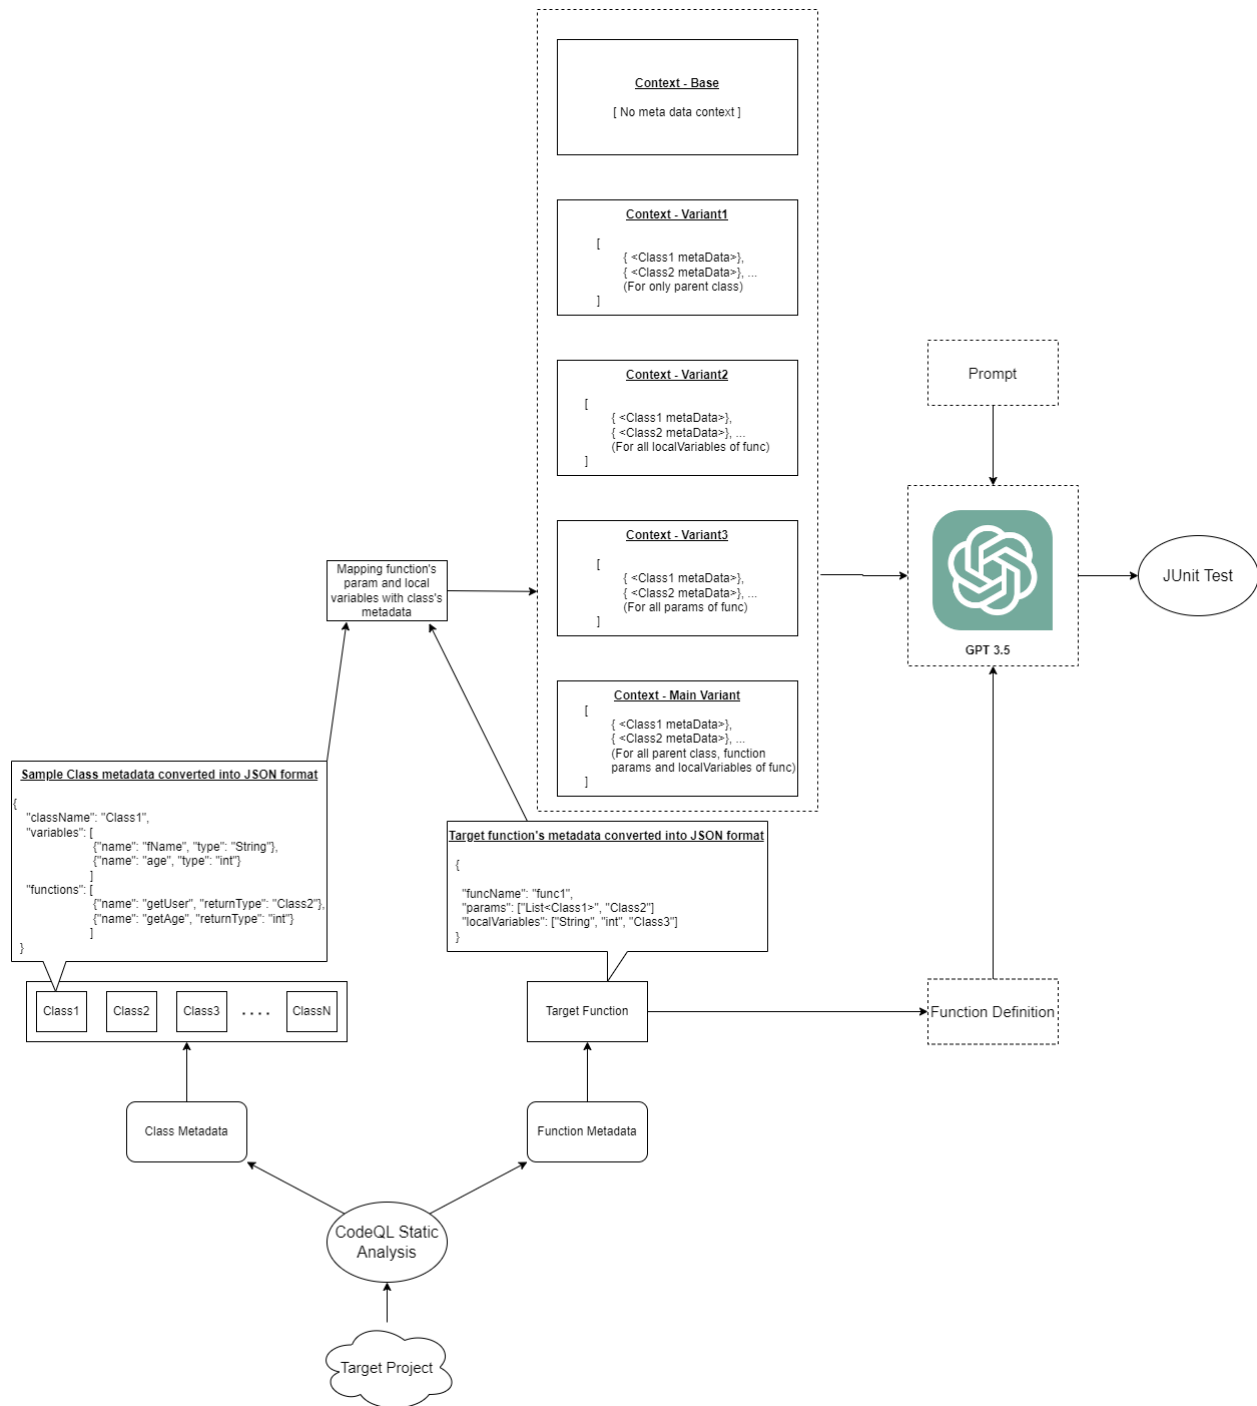 Context - Base
[ No meta data context ]
Context - Variant1
[
{ <Class1 metaData>},
{ <Class2 metaData>}, ...
(For only parent class)
]
Context - Variant2
[
{ <Class1 metaData>},
{ <Class2 metaData>}, ...
(For all localVariables of func)
]
Context - Variant3
[
{ <Class1 metaData>},
{ <Class2 metaData>}, ...
(For all params of func)
]
Context - Main Variant
[
{ <Class1 metaData>},
{ <Class2 metaData>}, ...
(For all parent class, function
params and localVariables of func)
]
Prompt
GPT 3.5
JUnit Test
Mapping function's
param and local
variables with class's
metadata
Sample Class metadata converted into JSON format
{
"className": "Class1",
"variables": [
{"name": "fName", "type": "String"},
{"name": "age", "type": "int"}
]
"functions": [
{"name": "getUser", "returnType": "Class2"},
{"name": "getAge", "returnType": "int"}
]
}
Target function's metadata converted into JSON format
{
"funcName": "func1",
"params": ["List<Class1>", "Class2"]
"localVariables": ["String", "int", "Class3"]
}
Class1
Class2
Class3
....
ClassN
Target Function
Function Definition
Class Metadata
Function Metadata
CodeQL Static
Analysis
Target Project